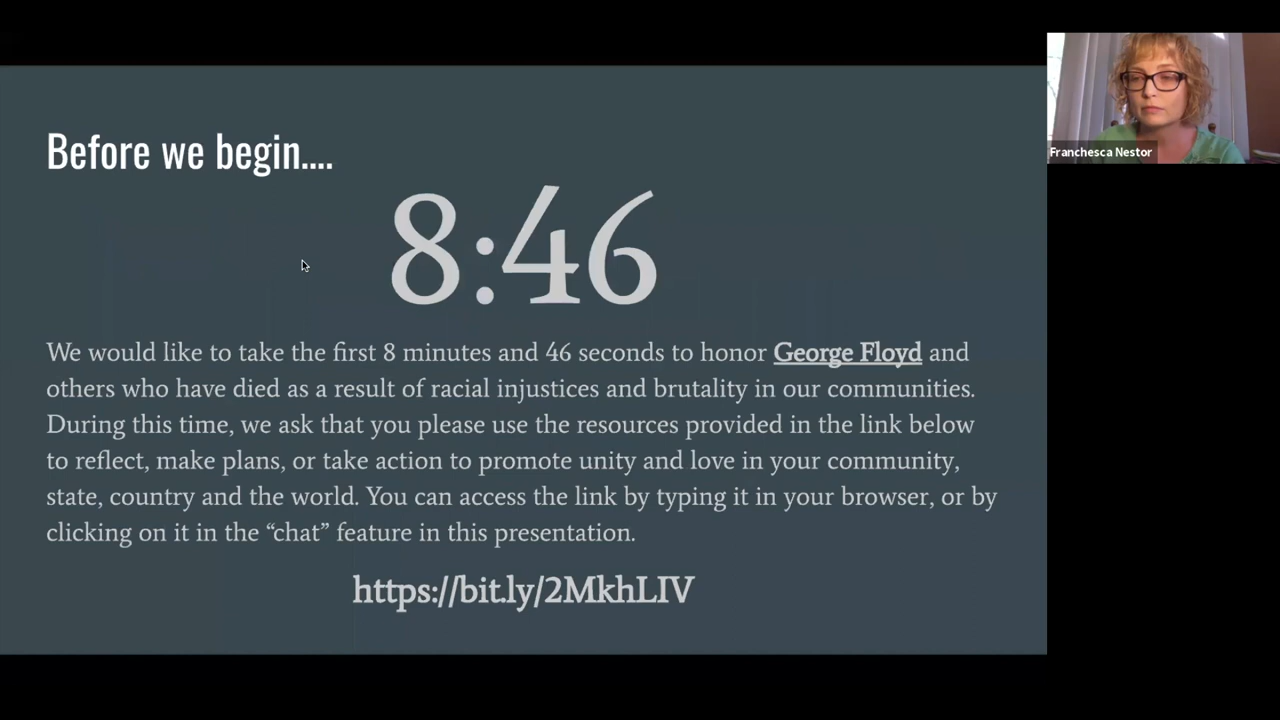 Before we begin....
8:46
We would like to take the first 8 minutes and 46 seconds to honor George Floyd and
others who have died as a result of racial injustices and brutality in our communities.
During this time, we ask that you please use the resources provided in the link below
to reflect, make plans, or take action to promote unity and love in your community,
state, country and the world. You can access the link by typing it in your browser, or by
clicking on it in the “chat” feature in this presentation.
https://bit.ly/2MkhLIV
Franchesca Nestor